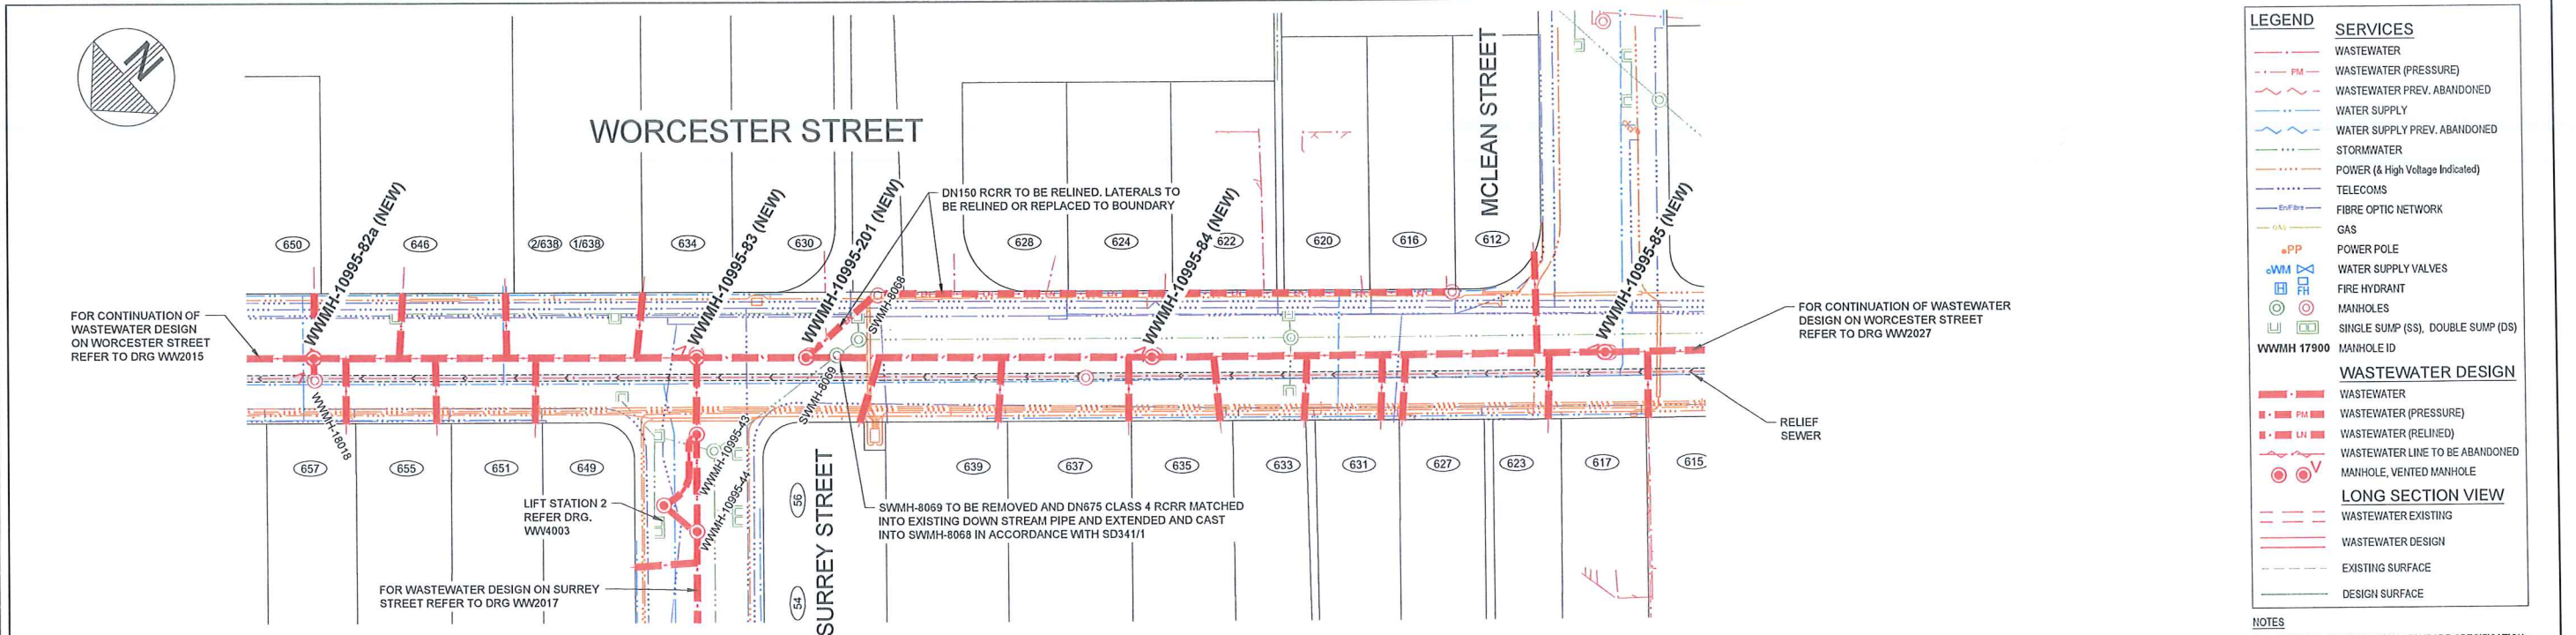 N
WORCESTER STREET
MCLEAN STREET
SURREY STREET
WWMH-10995-82a (NEW)
WWMH-10995-83 (NEW)
WWMH-10995-201 (NEW)
WWMH-10995-84 (NEW)
WWMH-10995-85 (NEW)
DN150 RCRR TO BE RELINED. LATERALS TO
BE RELINED OR REPLACED TO BOUNDARY
650
646
2/638
1/638
634
630
628
624
622
620
616
612
SWMH-8068
SWMH-8069
FOR CONTINUATION OF
WASTEWATER DESIGN
ON WORCESTER STREET
REFER TO DRG WW2015
FOR CONTINUATION OF WASTEWATER
DESIGN ON WORCESTER STREET
REFER TO DRG WW2027
RELIEF
SEWER
WWMH-18018
WWMH-10995-43
WWMH-10995-44
657
655
651
649
639
637
635
633
631
627
623
617
615
56
54
LIFT STATION 2
REFER DRG.
WW4003
SWMH-8069 TO BE REMOVED AND DN675 CLASS 4 RCRR MATCHED
INTO EXISTING DOWN STREAM PIPE AND EXTENDED AND CAST
INTO SWMH-8068 IN ACCORDANCE WITH SD341/1
FOR WASTEWATER DESIGN ON SURREY
STREET REFER TO DRG WW2017
LEGEND
SERVICES
WASTEWATER
PM WASTEWATER (PRESSURE)
WASTEWATER PREV. ABANDONED
WATER SUPPLY
WATER SUPPLY PREV. ABANDONED
STORMWATER
POWER (& High Voltage Indicated)
TELECOMS
En/Fibre FIBRE OPTIC NETWORK
GAS GAS
PP POWER POLE
WM WATER SUPPLY VALVES
H FH FIRE HYDRANT
MANHOLES
SINGLE SUMP (SS), DOUBLE SUMP (DS)
WWMH 17900 MANHOLE ID
WASTEWATER DESIGN
WASTEWATER
PM WASTEWATER (PRESSURE)
LN WASTEWATER (RELINED)
WASTEWATER LINE TO BE ABANDONED
V MANHOLE, VENTED MANHOLE
LONG SECTION VIEW
WASTEWATER EXISTING
WASTEWATER DESIGN
EXISTING SURFACE
DESIGN SURFACE
NOTES